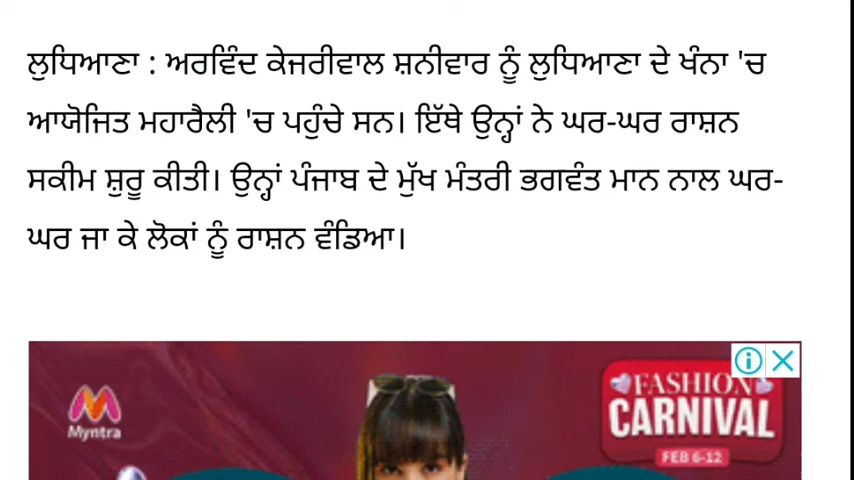 ਲੁਧਿਆਣਾ : ਅਰਵਿੰਦ ਕੇਜਰੀਵਾਲ ਸ਼ਨੀਵਾਰ ਨੂੰ ਲੁਧਿਆਣਾ ਦੇ ਖੰਨਾ 'ਚ
ਆਯੋਜਿਤ ਮਹਾਰੈਲੀ 'ਚ ਪਹੁੰਚੇ ਸਨ। ਇੱਥੇ ਉਨ੍ਹਾਂ ਨੇ ਘਰ-ਘਰ ਰਾਸ਼ਨ
ਸਕੀਮ ਸ਼ੁਰੂ ਕੀਤੀ। ਉਨ੍ਹਾਂ ਪੰਜਾਬ ਦੇ ਮੁੱਖ ਮੰਤਰੀ ਭਗਵੰਤ ਮਾਨ ਨਾਲ ਘਰ-
ਘਰ ਜਾ ਕੇ ਲੋਕਾਂ ਨੂੰ ਰਾਸ਼ਨ ਵੰਡਿਆ।
Myntra
FASHION
CARNIVAL
FEB 6-12